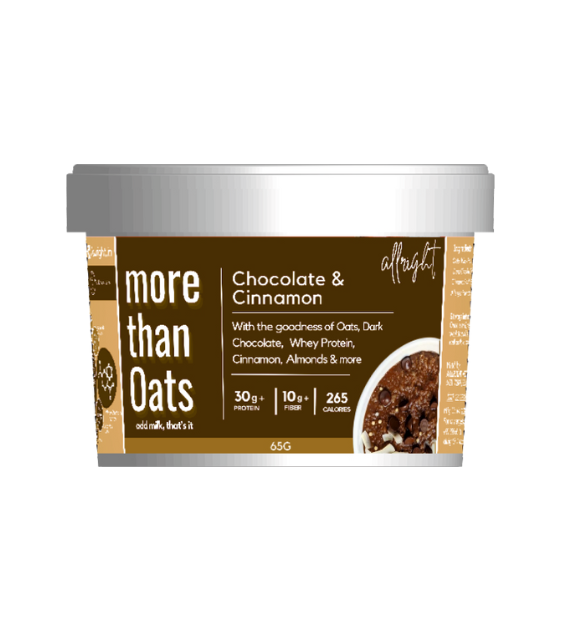 allright
more
than
Oats
add milk, that's it
Chocolate &
Cinnamon
With the goodness of Oats, Dark
Chocolate, Whey Protein,
Cinnamon, Almonds & more
30g+
PROTEIN
10g+
FIBER
265
CALORIES
65G